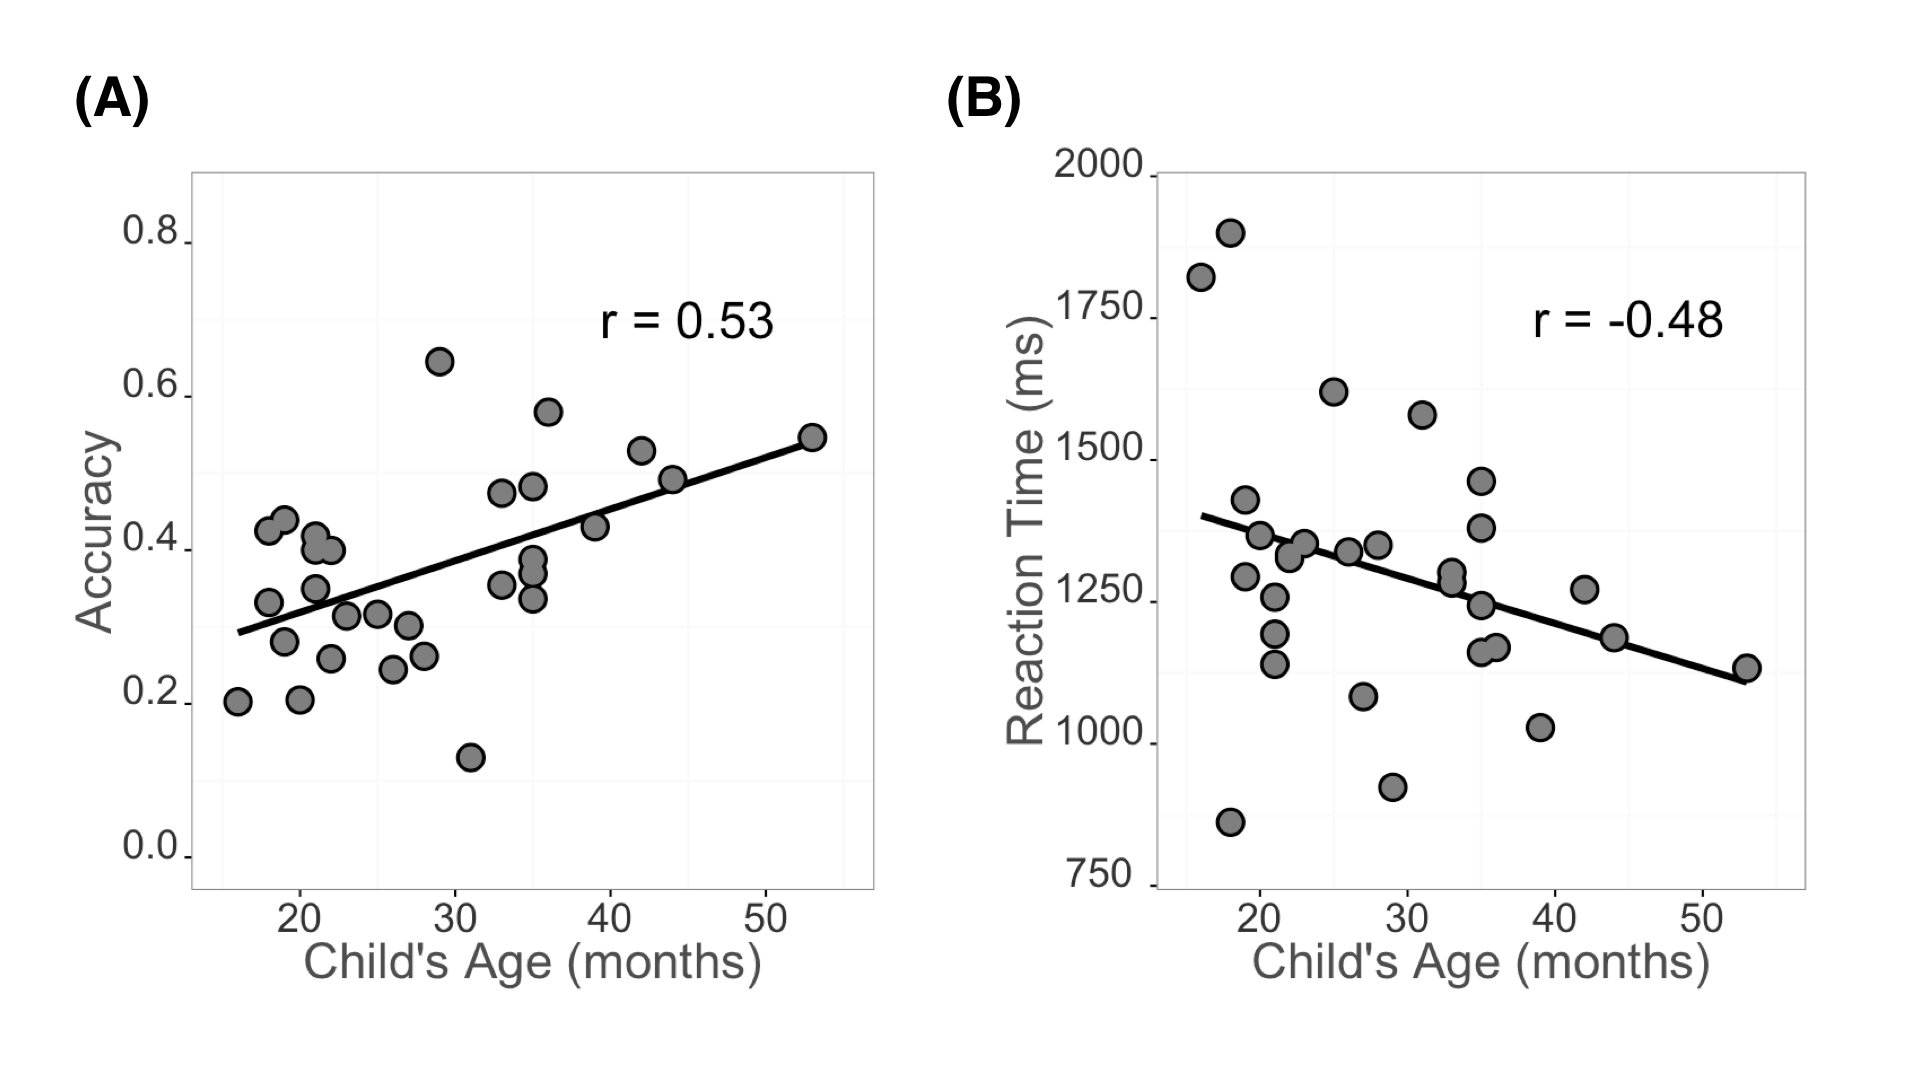 (A)
0.8
0.6
0.4
0.2
0.0
Accuracy
r = 0.53
20 30 40 50
Child's Age (months)
(B)
2000
1750
1500
1250
1000
750
Reaction Time (ms)
r = -0.48
20 30 40 50
Child's Age (months)